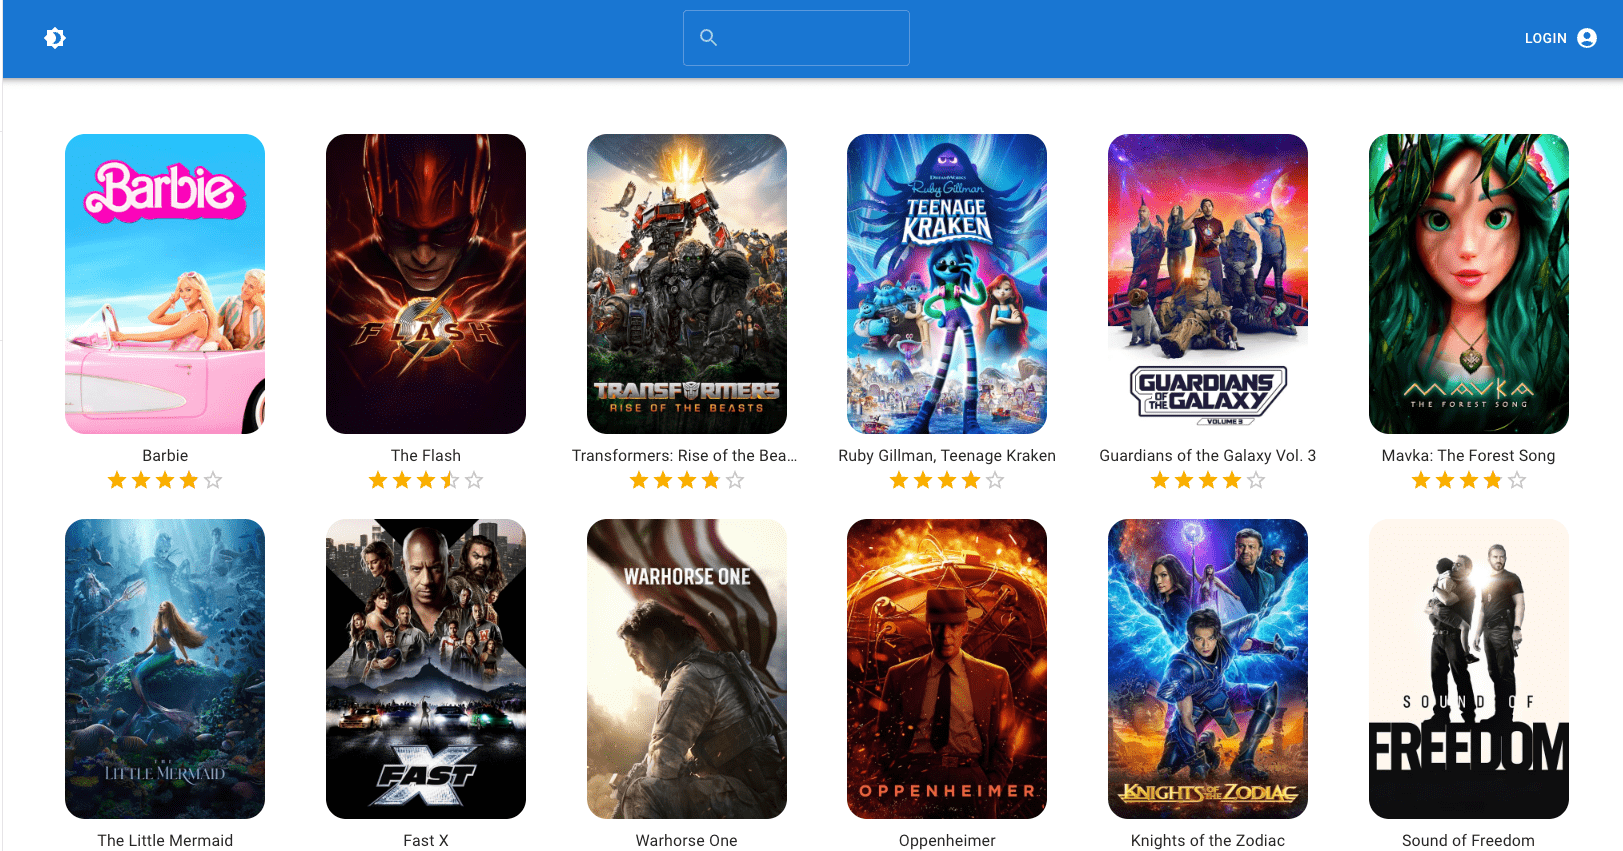 LOGIN
Barbie
FLASH
TRANSFORMERS
RISE OF THE BEASTS
DREAMWORKS
Ruby Gillman
TEENAGE
KRAKEN
GUARDIANS
OF THE GALAXY
VOLUME 3
MAVKA
THE FOREST SONG
Barbie
The Flash
Transformers: Rise of the Bea...
Ruby Gillman, Teenage Kraken
Guardians of the Galaxy Vol. 3
Mavka: The Forest Song
THE
LITTLE MERMAID
FAST X
WARHORSE ONE
OPPENHEIMER
KNIGHTS OF THE ZODIAC
SOUND OF
FREEDOM
The Little Mermaid
Fast X
Warhorse One
Oppenheimer
Knights of the Zodiac
Sound of Freedom